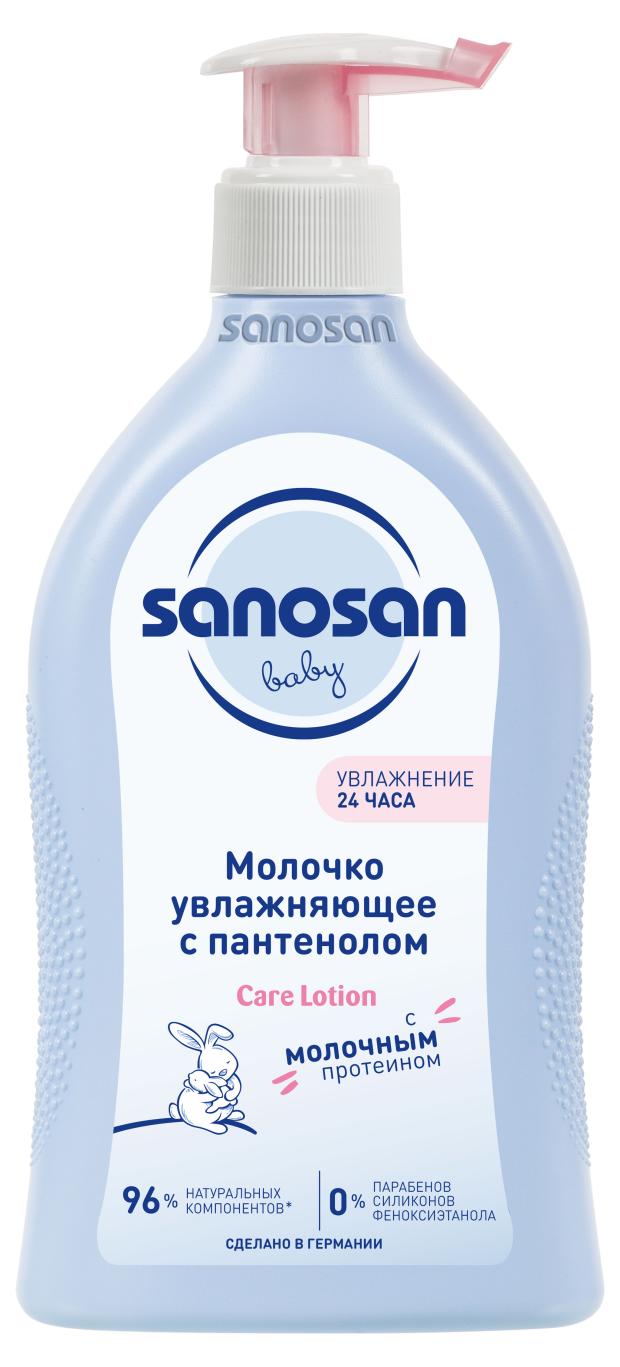 sanosan
sanosan
baby
УВЛАЖНЕНИЕ
24 ЧАСА
Молочко
увлажняющее
с пантенолом
Care Lotion
с
молочным
протеином
96% НАТУРАЛЬНЫХ
КОМПОНЕНТОВ*
0% ПАРАБЕНОВ
СИЛИКОНОВ
ФЕНОКСИЭТАНОЛА
СДЕЛАНО В ГЕРМАНИИ